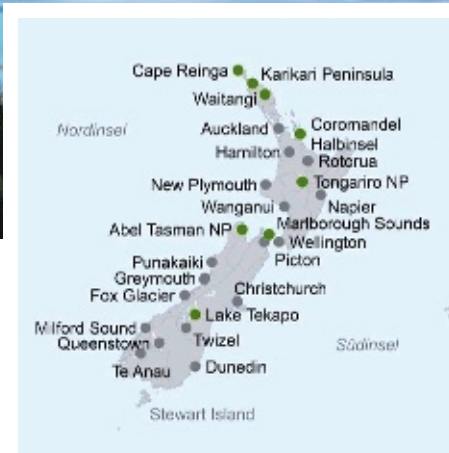 Cape Reinga
Karikari Peninsula
Waitangi
Nordinsel
Auckland
Coromandel
Halbinsel
Hamilton
Rotorua
New Plymouth
Tongariro NP
Wanganui
Napier
Abel Tasman NP
Marlborough Sounds
Wellington
Picton
Punakaiki
Greymouth
Christchurch
Fox Glacier
Lake Tekapo
Milford Sound
Queenstown
Twizel
Südinsel
Te Anau
Dunedin
Stewart Island